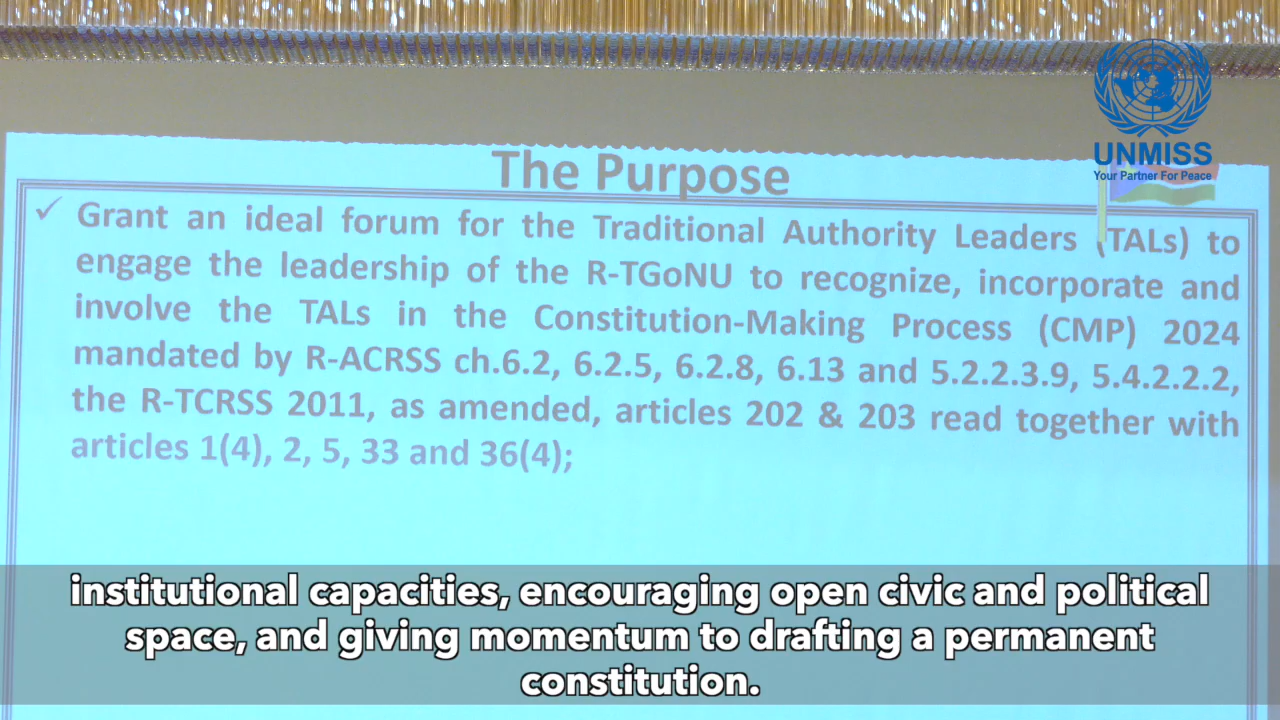 UNMISS
Your Partner For Peace
The Purpose
✓ Grant an ideal forum for the Traditional Authority Leaders (TALs) to
engage the leadership of the R-TGoNU to recognize, incorporate and
involve the TALs in the Constitution-Making Process (CMP) 2024
mandated by R-ACRSS ch.6.2, 6.2.5, 6.2.8, 6.13 and 5.2.2.3.9, 5.4.2.2.2,
the R-TCRSS 2011, as amended, articles 202 & 203 read together with
articles 1(4), 2, 5, 33 and 36(4);
institutional capacities, encouraging open civic and political
space, and giving momentum to drafting a permanent
constitution.